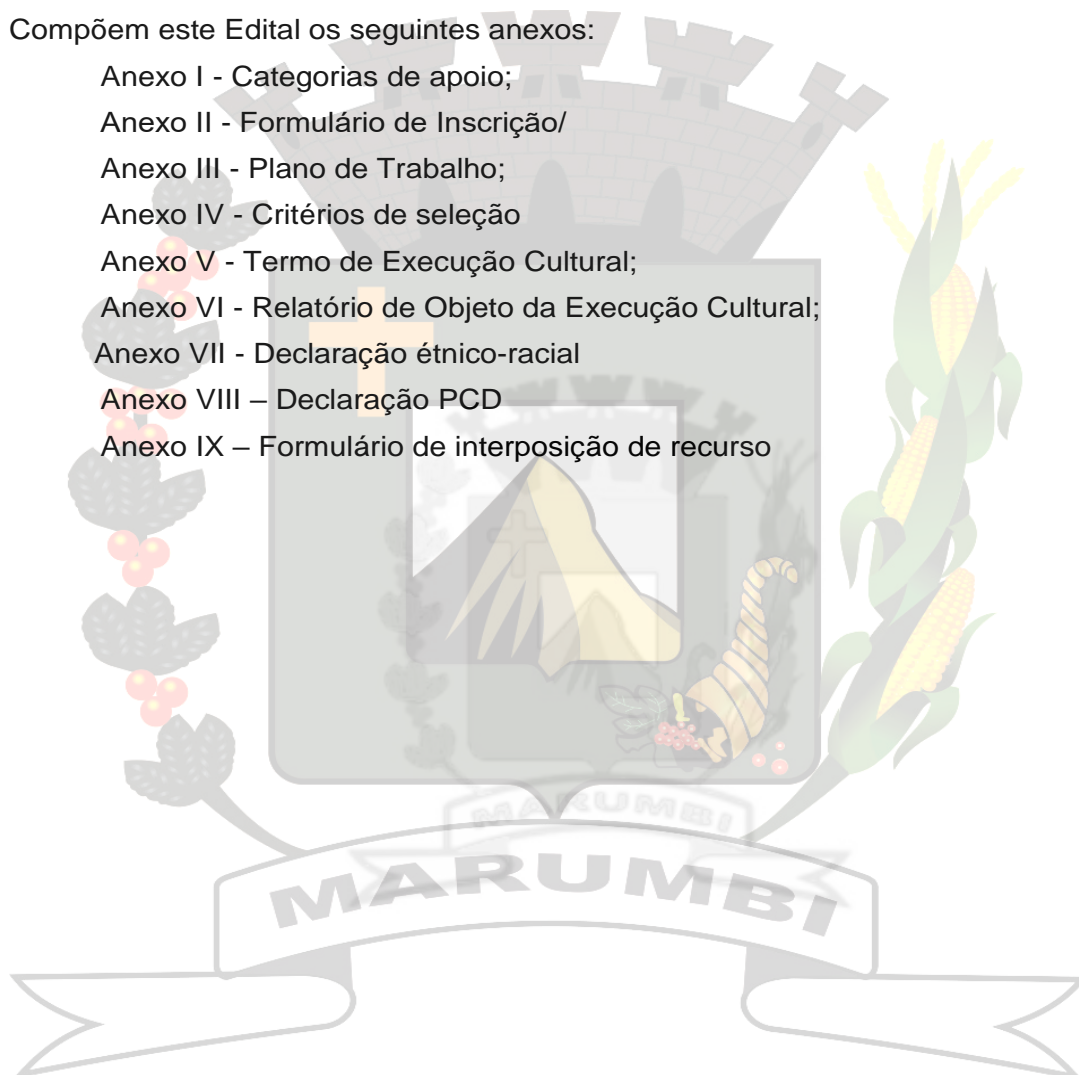 Compõem este Edital os seguintes anexos:
Anexo I - Categorias de apoio;
Anexo II - Formulário de Inscrição/
Anexo III - Plano de Trabalho;
Anexo IV - Critérios de seleção
Anexo V - Termo de Execução Cultural;
Anexo VI - Relatório de Objeto da Execução Cultural;
Anexo VII - Declaração étnico-racial
Anexo VIII – Declaração PCD
Anexo IX – Formulário de interposição de recurso
MARUMBI
MARUMBI